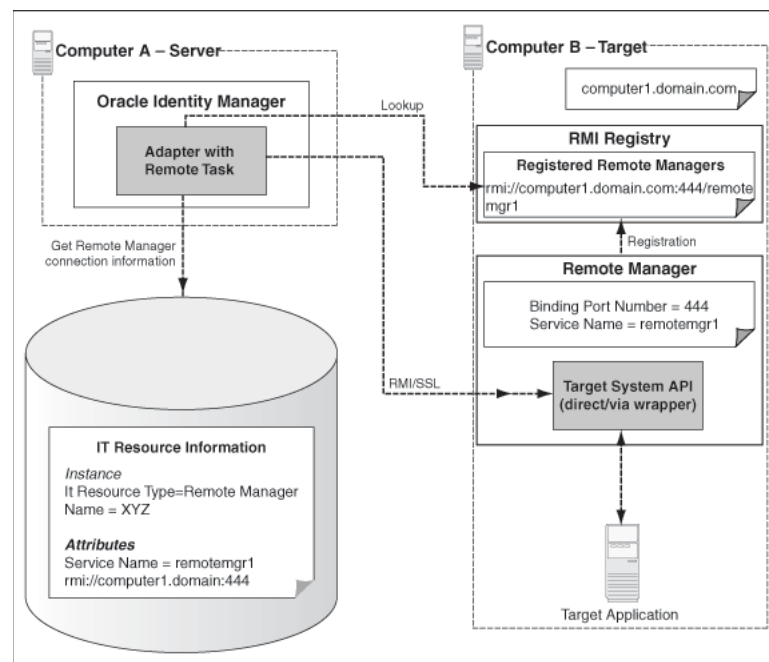 Computer A – Server
Oracle Identity Manager
Adapter with
Remote Task
Get Remote Manager
connection information
IT Resource Information
Instance
It Resource Type=Remote Manager
Name = XYZ
Attributes
Service Name = remotemgr1
rmi://computer1.domain:444
Lookup
RMI/SSL
Computer B – Target
computer1.domain.com
RMI Registry
Registered Remote Managers
rmi://computer1.domain.com:444/remote
mgr1
Registration
Remote Manager
Binding Port Number = 444
Service Name = remotemgr1
Target System API
(direct/via wrapper)
Target Application